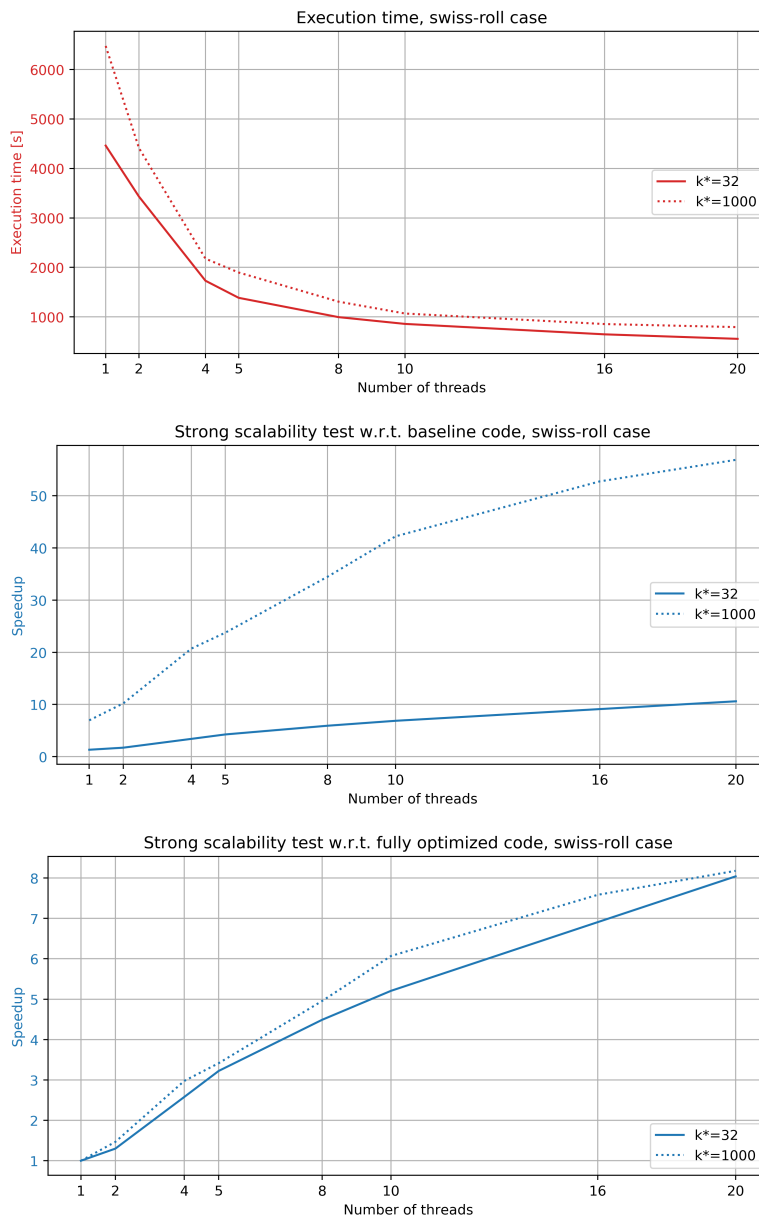 Execution time, swiss-roll case
6000
5000
4000
3000
2000
1000
Execution time [s]
k*=32
k*=1000
1 2 4 5 8 10 16 20
Number of threads
Strong scalability test w.r.t. baseline code, swiss-roll case
50
40
30
20
10
0
Speedup
k*=32
k*=1000
1 2 4 5 8 10 16 20
Number of threads
Strong scalability test w.r.t. fully optimized code, swiss-roll case
8
7
6
5
4
3
2
1
Speedup
k*=32
k*=1000
1 2 4 5 8 10 16 20
Number of threads